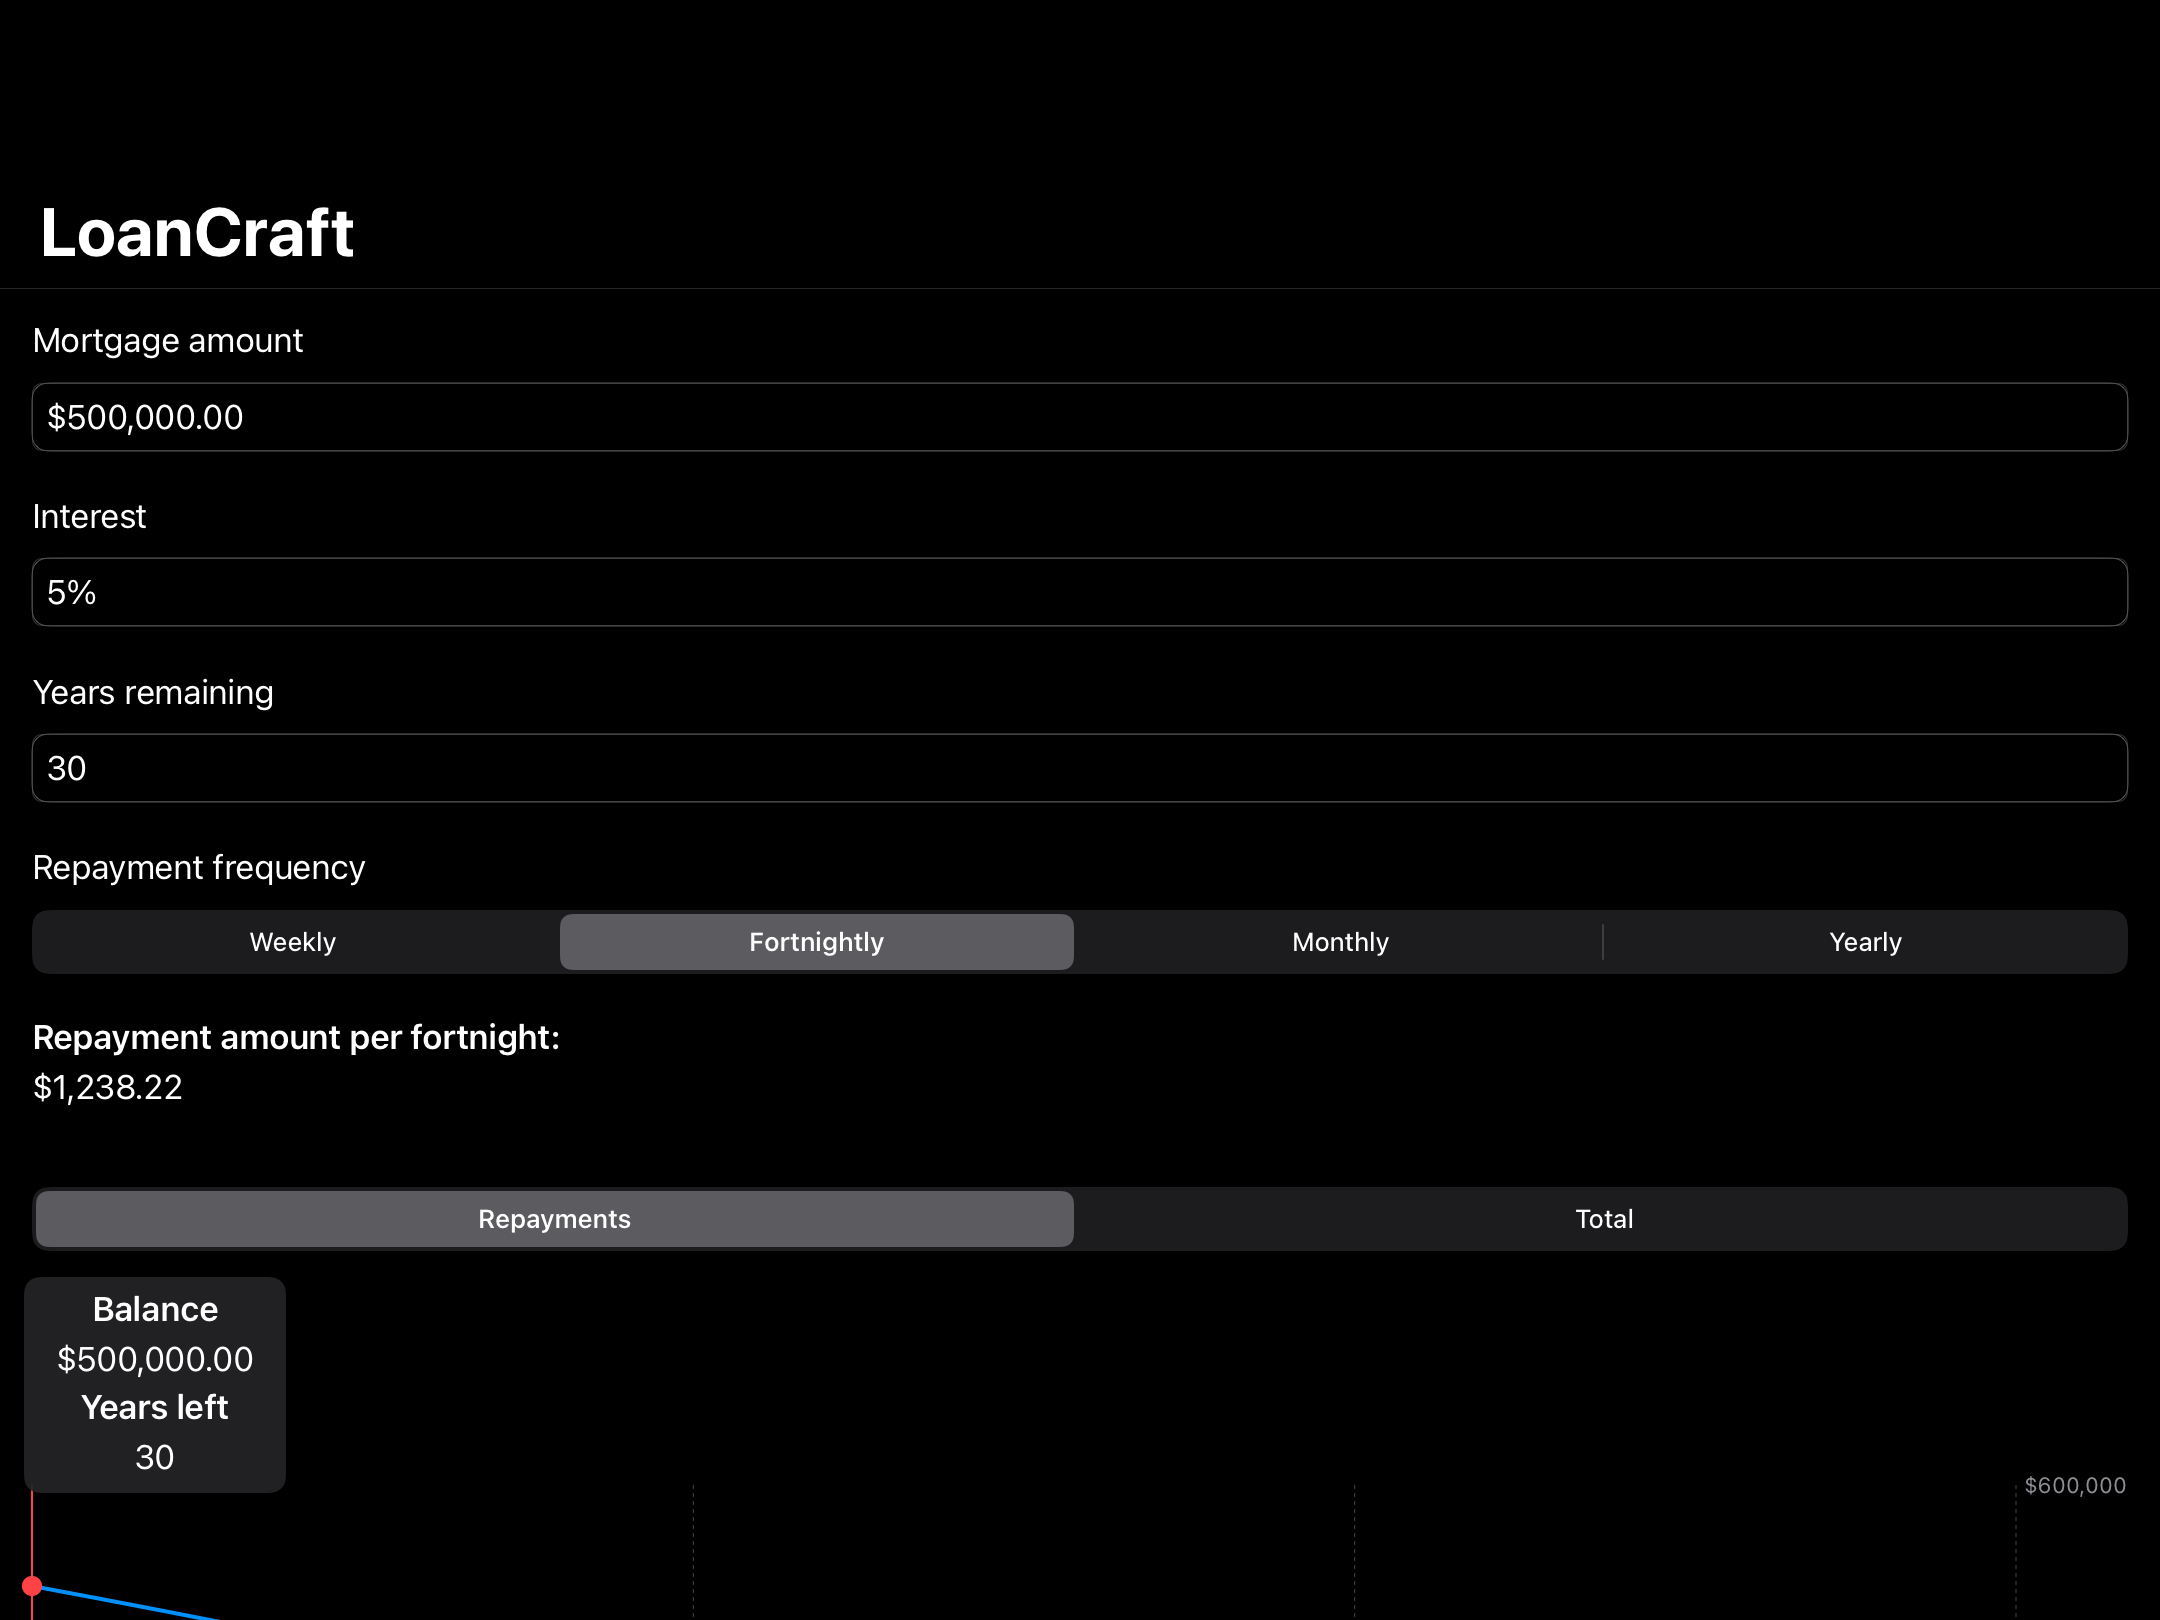 LoanCraft
Mortgage amount
$500,000.00
Interest
5%
Years remaining
30
Repayment frequency
Weekly
Fortnightly
Monthly
Yearly
Repayment amount per fortnight:
$1,238.22
Repayments
Total
Balance
$500,000.00
Years left
30
$600,000